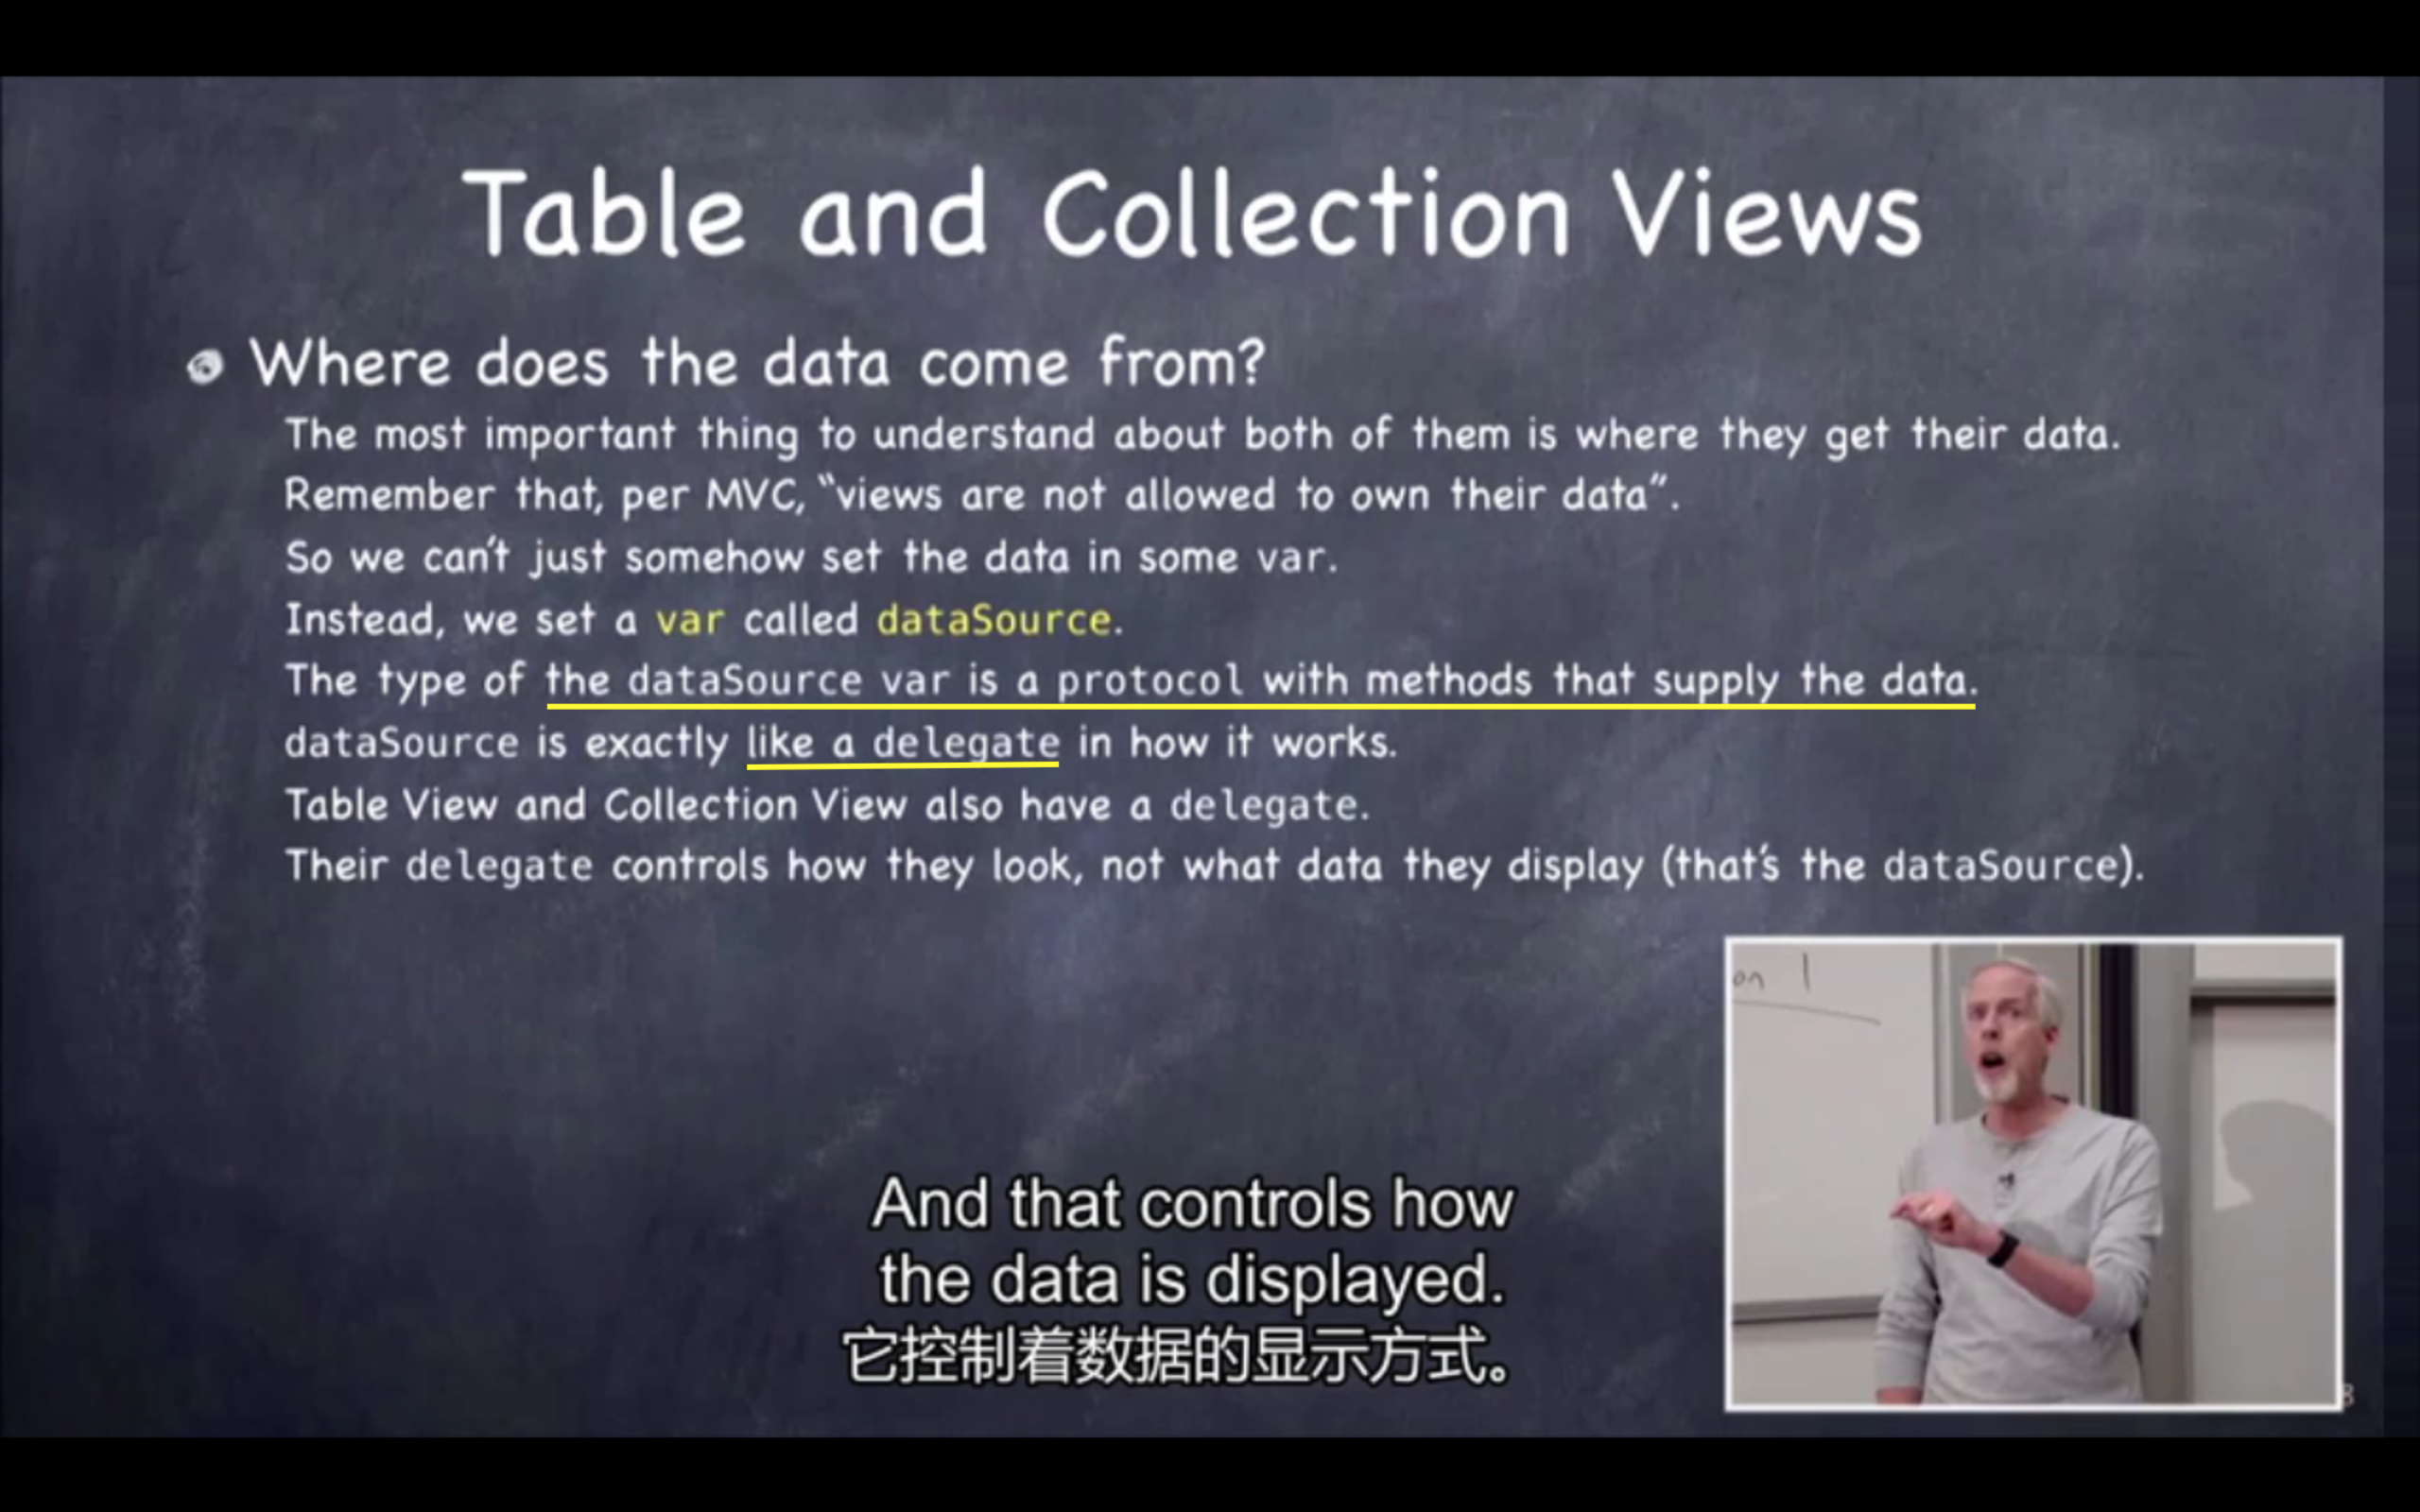 Table and Collection Views
Where does the data come from?
The most important thing to understand about both of them is where they get their data.
Remember that, per MVC, “views are not allowed to own their data”.
So we can’t just somehow set the data in some var.
Instead, we set a var called dataSource.
The type of the dataSource var is a protocol with methods that supply the data.
dataSource is exactly like a delegate in how it works.
Table View and Collection View also have a delegate.
Their delegate controls how they look, not what data they display (that’s the dataSource).
on 1
And that controls how
the data is displayed.
它控制着数据的显示方式。